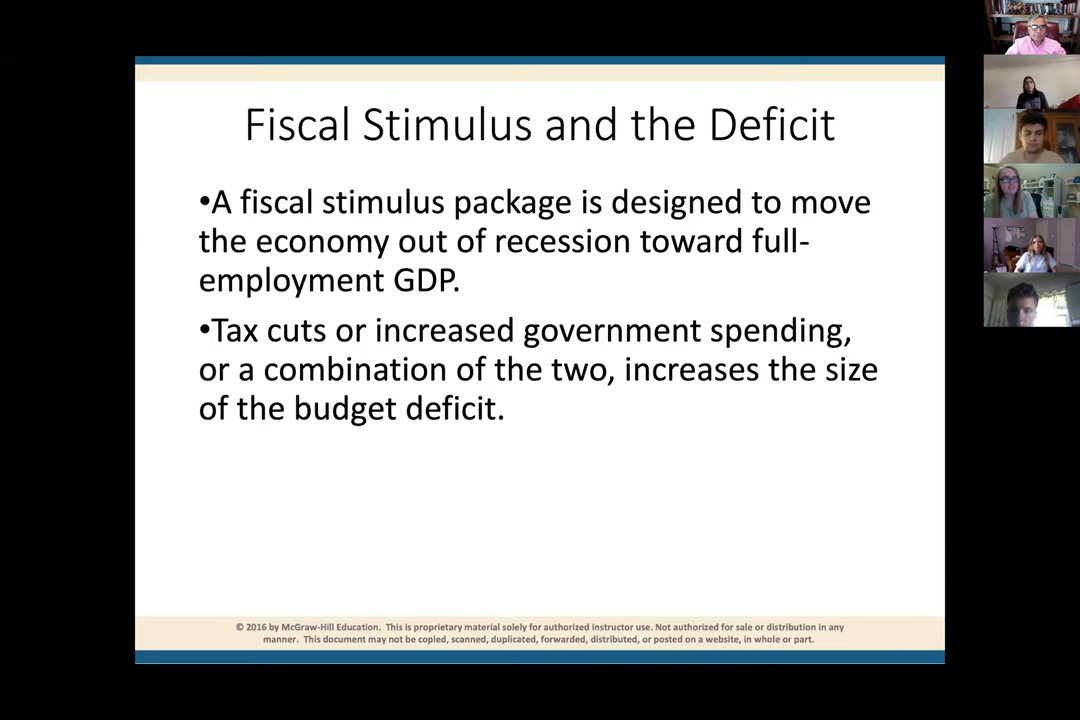 Fiscal Stimulus and the Deficit
•A fiscal stimulus package is designed to move
the economy out of recession toward full-
employment GDP.
•Tax cuts or increased government spending,
or a combination of the two, increases the size
of the budget deficit.
© 2016 by McGraw-Hill Education. This is proprietary material solely for authorized instructor use. Not authorized for sale or distribution in any
manner. This document may not be copied, scanned, duplicated, forwarded, distributed, or posted on a website, in whole or part.